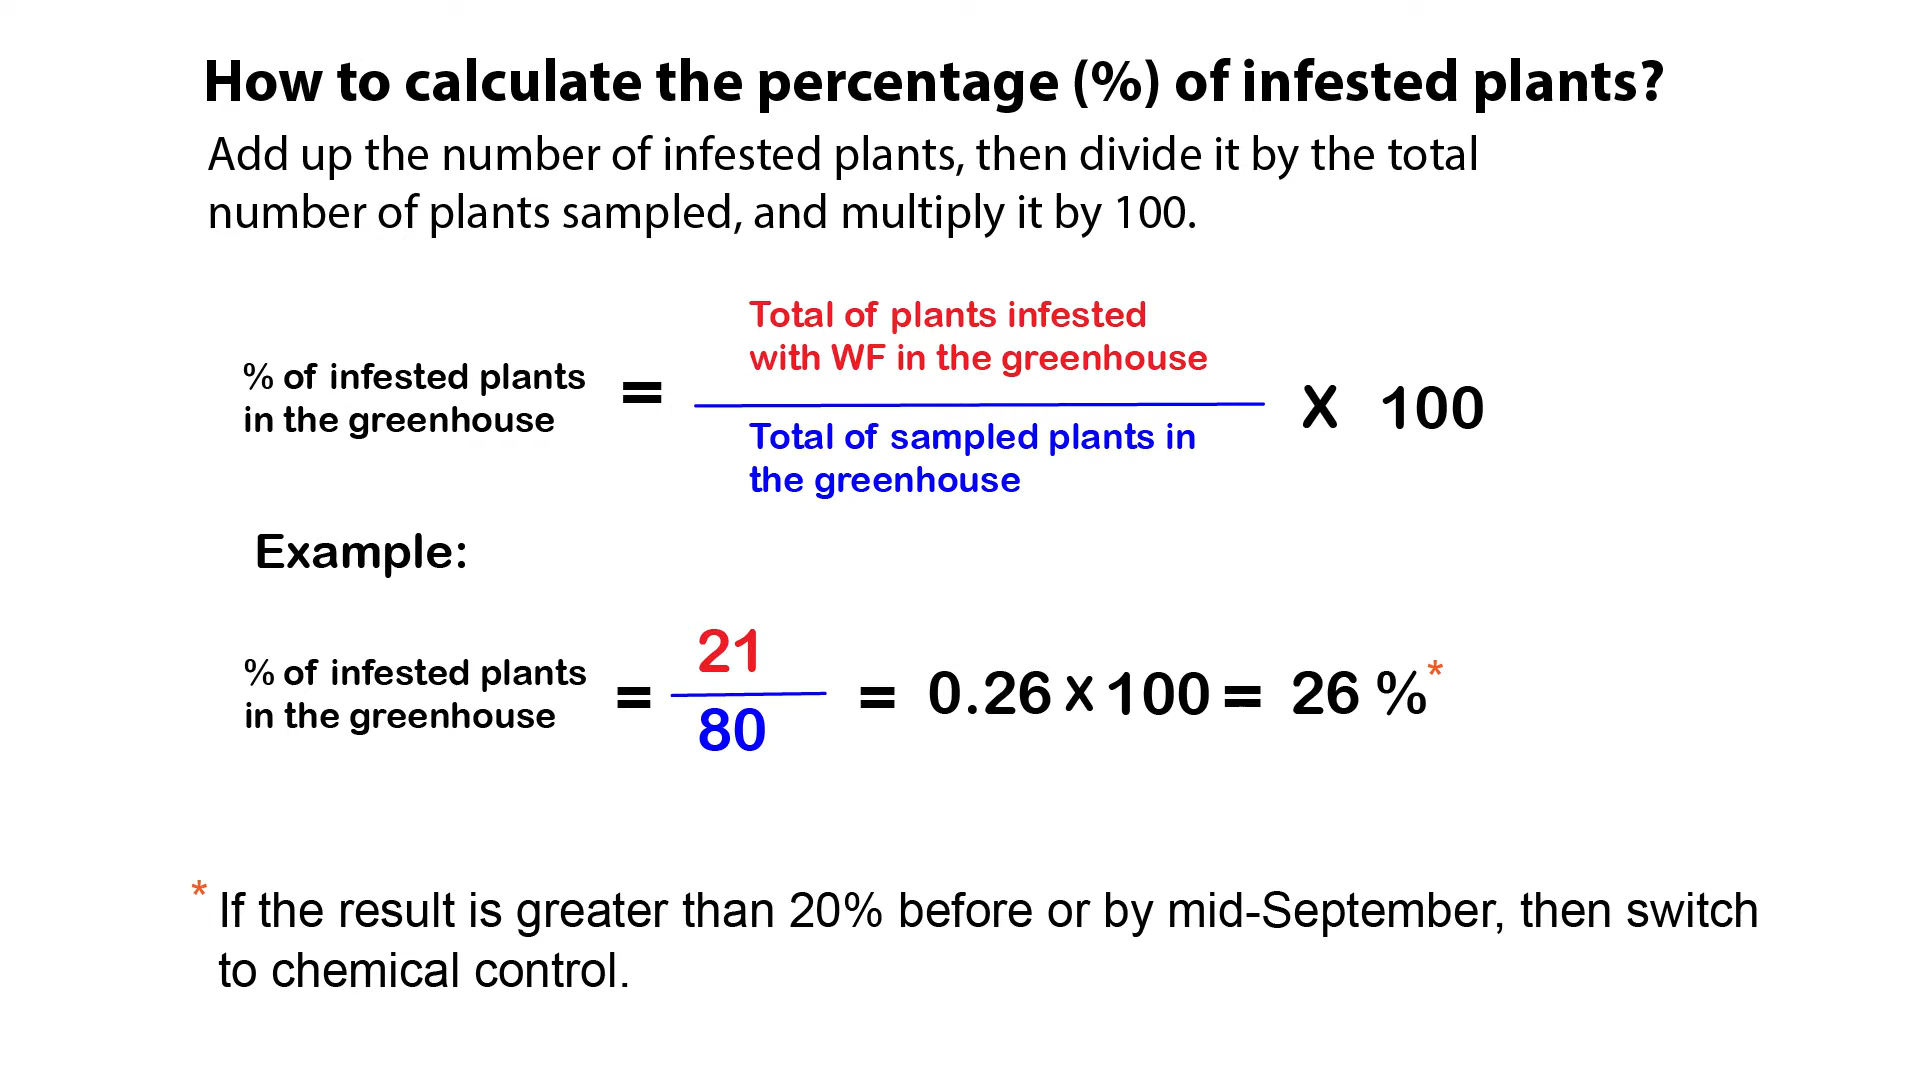 How to calculate the percentage (%) of infested plants?
Add up the number of infested plants, then divide it by the total
number of plants sampled, and multiply it by 100.
% of infested plants
in the greenhouse
=
Total of plants infested
with WF in the greenhouse
Total of sampled plants in
the greenhouse
X 100
Example:
% of infested plants
in the greenhouse
=
21
80
= 0.26 x 100 = 26 %*
* If the result is greater than 20% before or by mid-September, then switch
to chemical control.